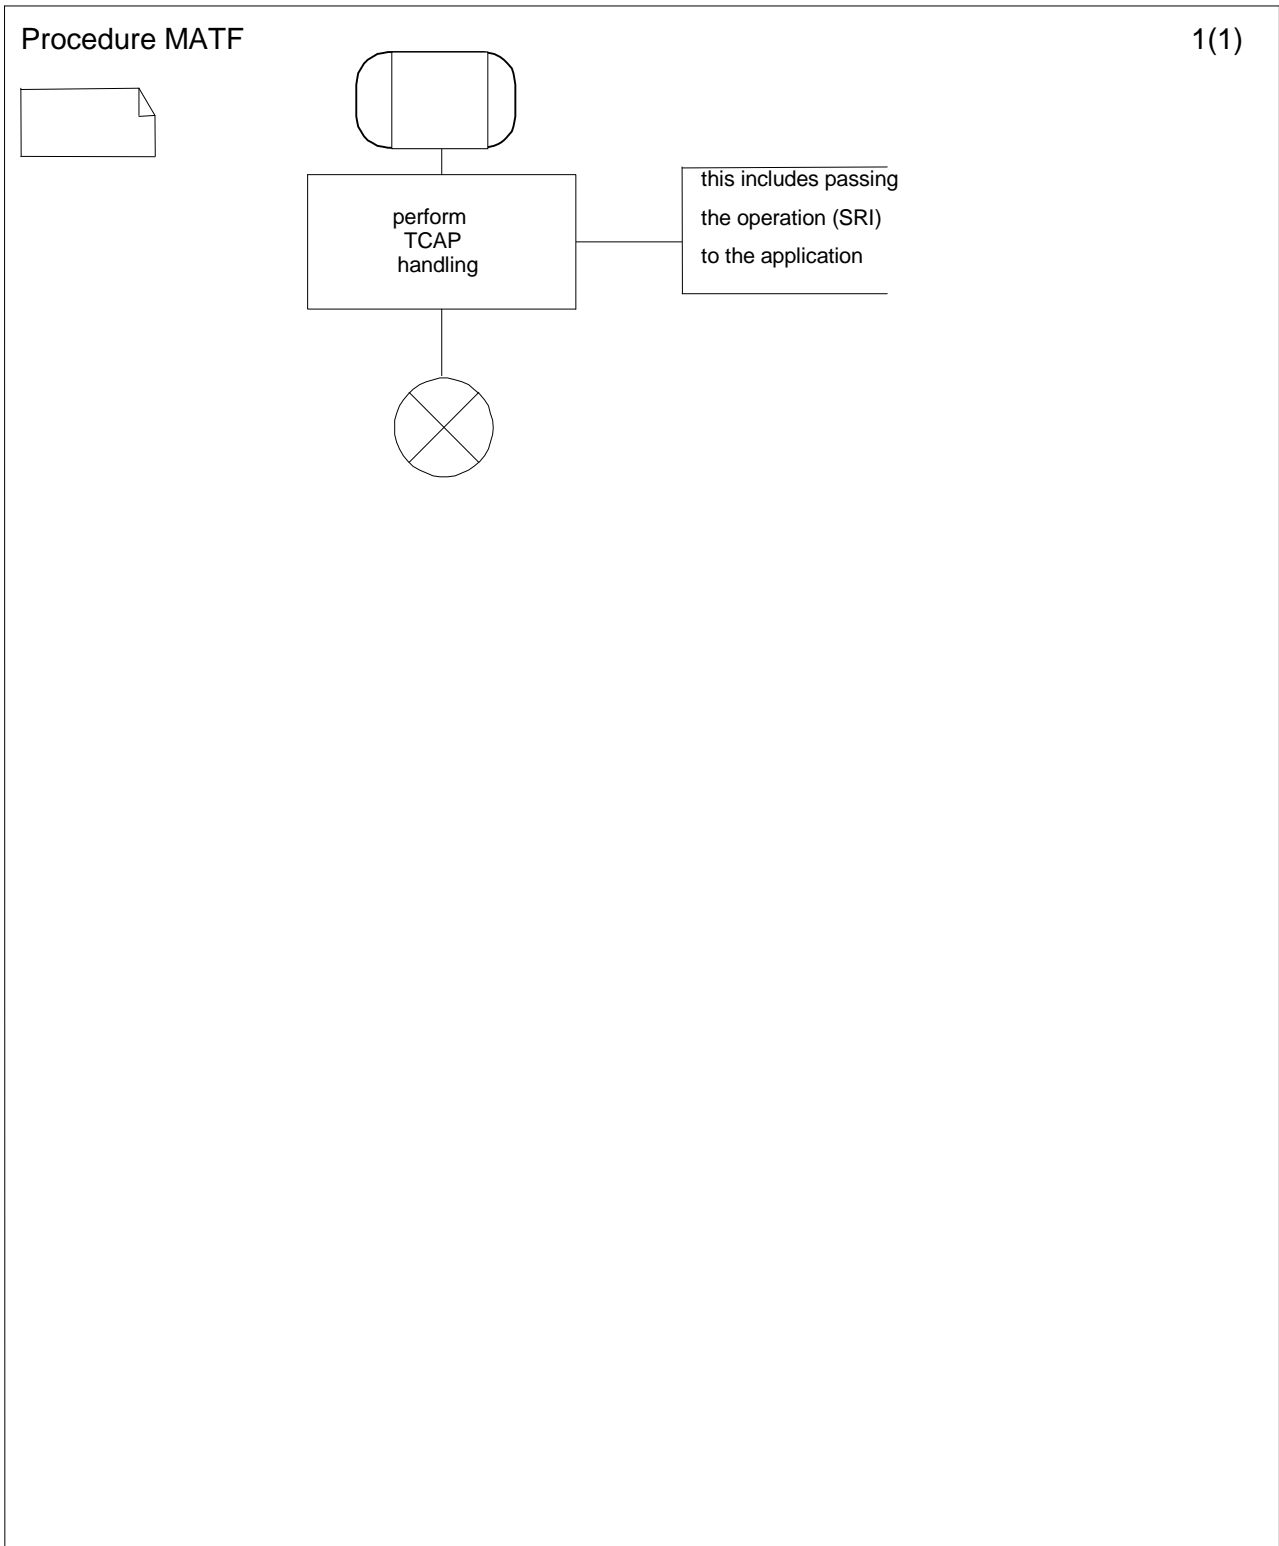 Procedure MATF
1(1)
perform
TCAP
handling
this includes passing
the operation (SRI)
to the application